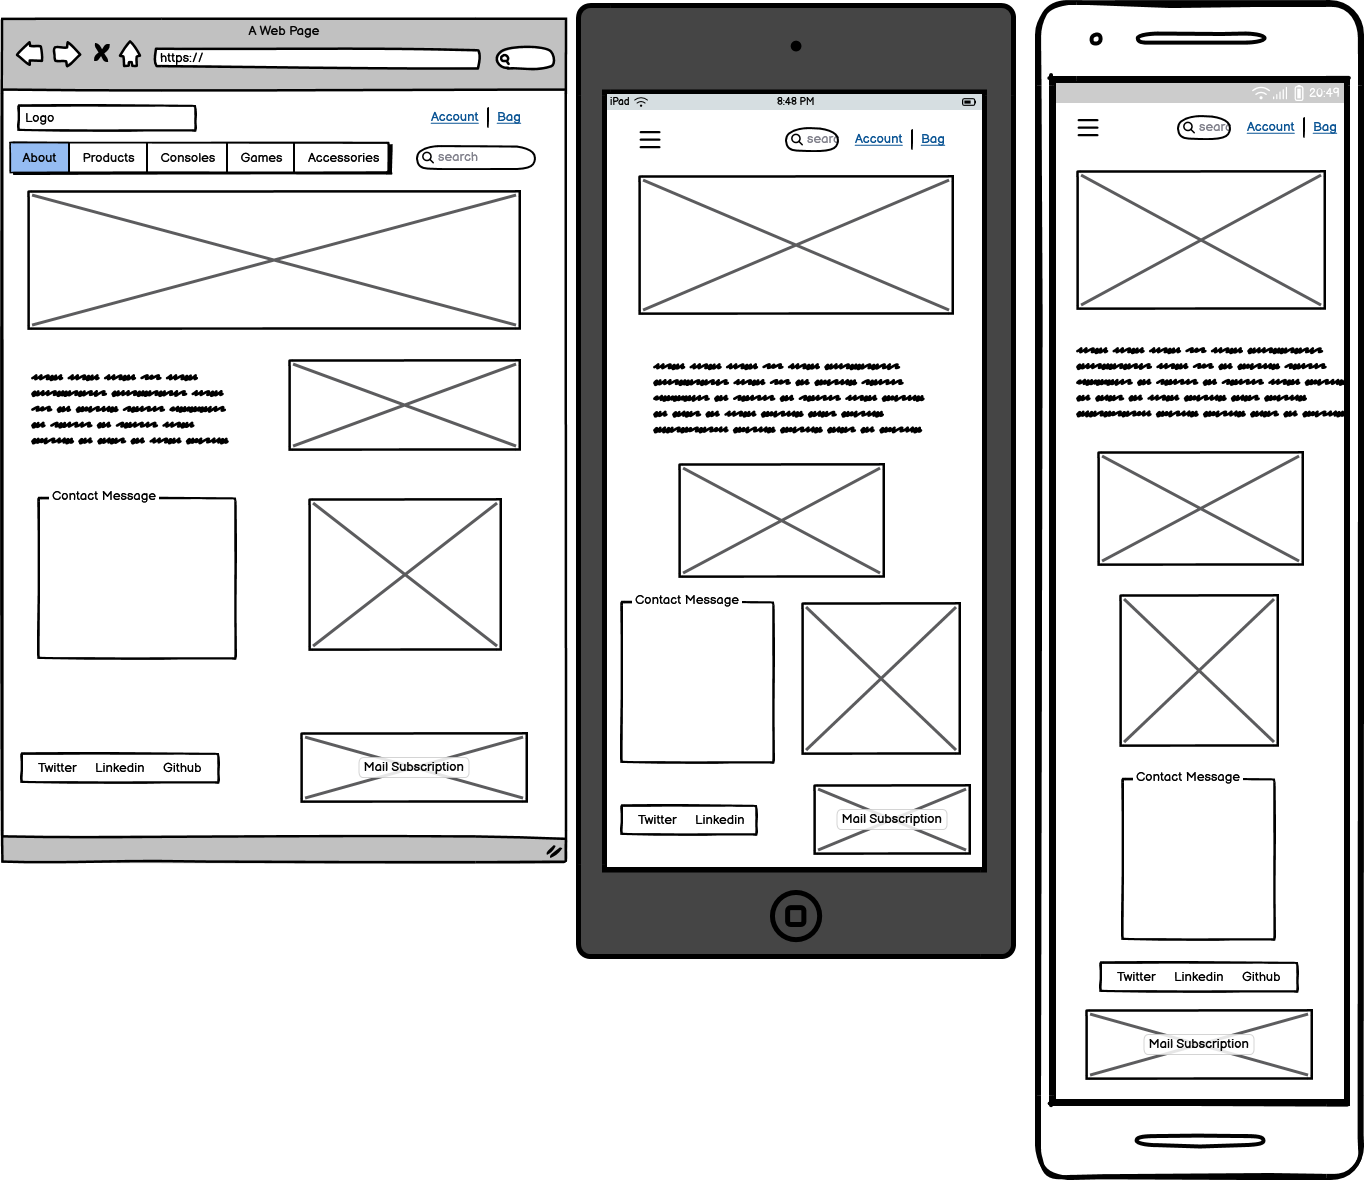 A Web Page
https://
Logo
Account Bag
About Products Consoles Games Accessories
search
Contact Message
Twitter Linkedin Github
Mail Subscription
iPad 8:48 PM
sear Account Bag
Contact Message
Twitter Linkedin
Mail Subscription
20:49
sear Account Bag
Contact Message
Twitter Linkedin Github
Mail Subscription